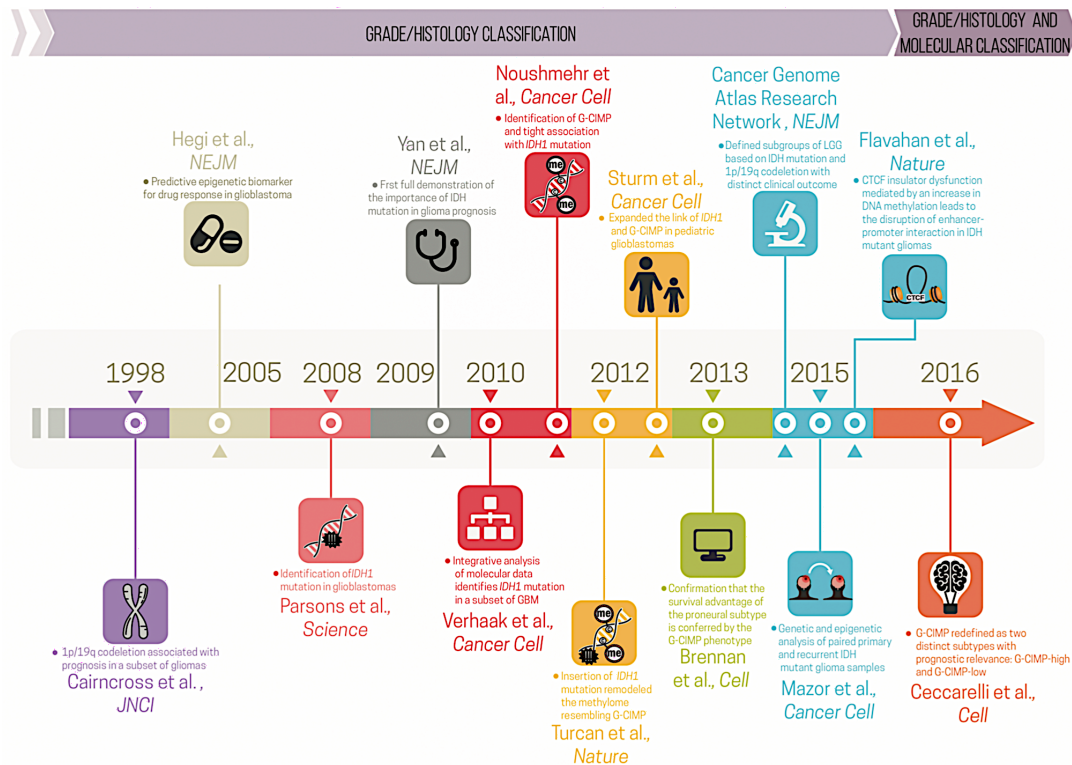 GRADE/HISTOLOGY CLASSIFICATION
GRADE/HISTOLOGY AND
MOLECULAR CLASSIFICATION
Hegi et al.,
NEJM
• Predictive epigenetic biomarker
for drug response in glioblastoma
Yan et al.,
NEJM
• Frst full demonstration of
the importance of IDH
mutation in glioma prognosis
Noushmehr et
al., Cancer Cell
• Identification of G-CIMP
and tight association
with IDH1 mutation
me
me
Sturm et al.,
Cancer Cell
• Expanded the link of IDH1
and G-CIMP in pediatric
glioblastomas
Cancer Genome
Atlas Research
Network , NEJM
• Defined subgroups of LGG
based on IDH mutation and
1p/19q codeletion with
distinct clinical outcome
Flavahan et al.,
Nature
• CTCF insulator dysfunction
mediated by an increase in
DNA methylation leads to
the disruption of enhancer-
promoter interaction in IDH
mutant gliomas
CTCF
1998
2005
2008
2009
2010
2012
2013
2015
2016
• 1p/19q codeletion associated with
prognosis in a subset of gliomas
Cairncross et al. ,
JNCI
• Identification of IDH1
mutation in glioblastomas
Parsons et al.,
Science
• Integrative analysis
of molecular data
identifies IDH1 mutation
in a subset of GBM
Verhaak et al.,
Cancer Cell
me
me
• Insertion of IDH1
mutation remodeled
the methylome
resembling G-CIMP
Turcan et al.,
Nature
• Confirmation that the
survival advantage of
the proneural subtype
is conferred by the
G-CIMP phenotype
Brennan
et al., Cell
• Genetic and epigenetic
analysis of paired primary
and recurrent IDH
mutant glioma samples
Mazor et al.,
Cancer Cell
• G-CIMP redefined as two
distinct subtypes with
prognostic relevance: G-CIMP-high
and G-CIMP-low
Ceccarelli et al.,
Cell